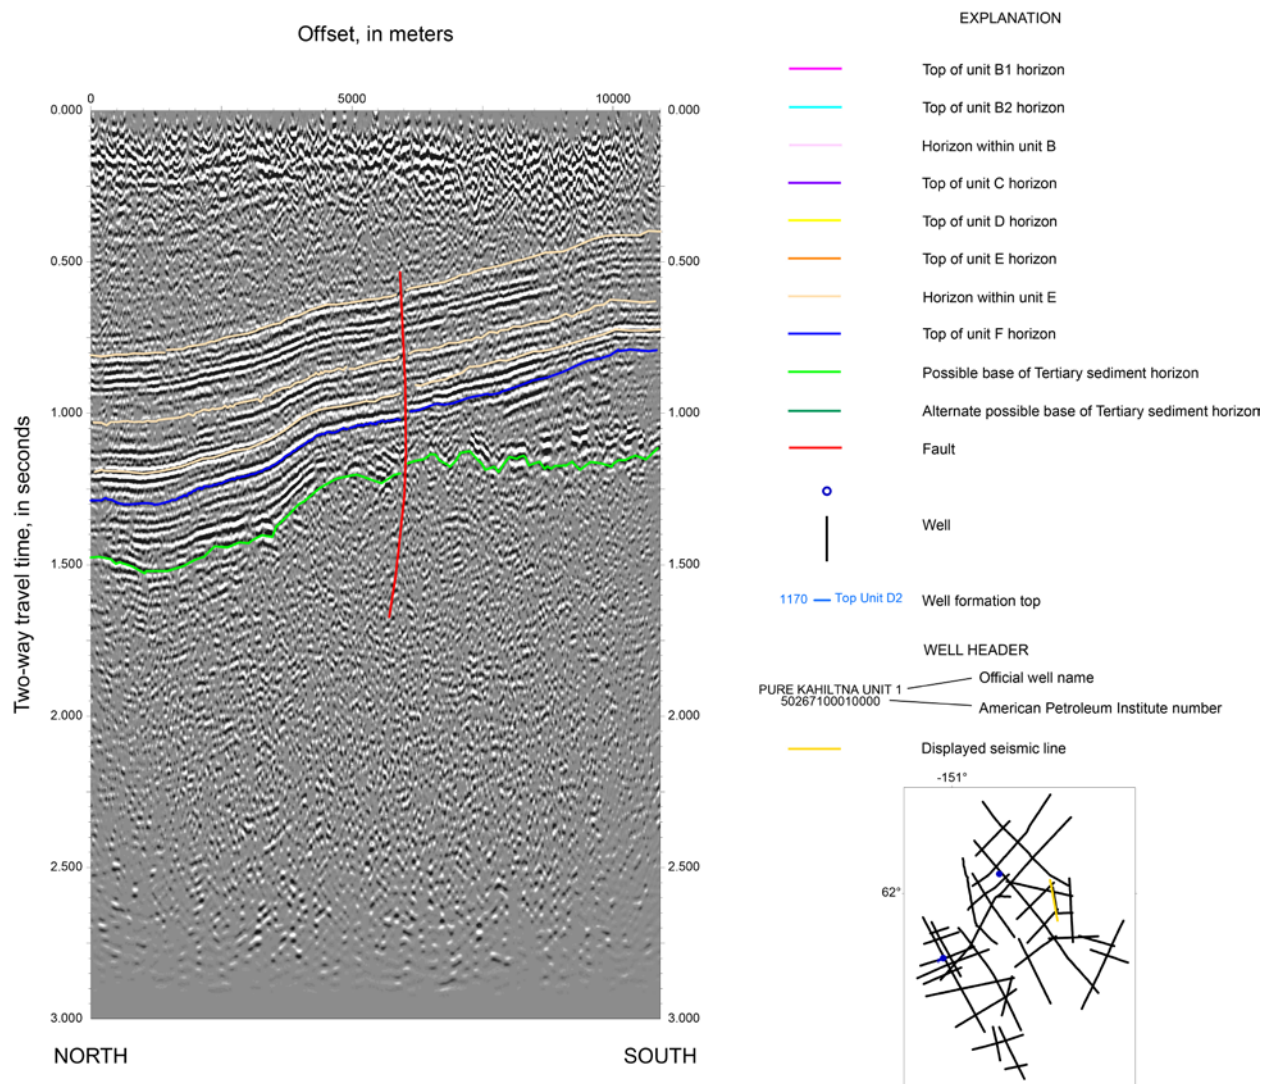 Offset, in meters
0 5000 10000
0.000 0.000
0.500 0.500
1.000 1.000
1.500 1.500
2.000 2.000
2.500 2.500
3.000 3.000
Two-way travel time, in seconds
NORTH SOUTH
EXPLANATION
Top of unit B1 horizon
Top of unit B2 horizon
Horizon within unit B
Top of unit C horizon
Top of unit D horizon
Top of unit E horizon
Horizon within unit E
Top of unit F horizon
Possible base of Tertiary sediment horizon
Alternate possible base of Tertiary sediment horizon
Fault
Well
1170 Top Unit D2 Well formation top
WELL HEADER
Official well name
PURE KAHILTNA UNIT 1
50267100010000
American Petroleum Institute number
Displayed seismic line
-151°
62°